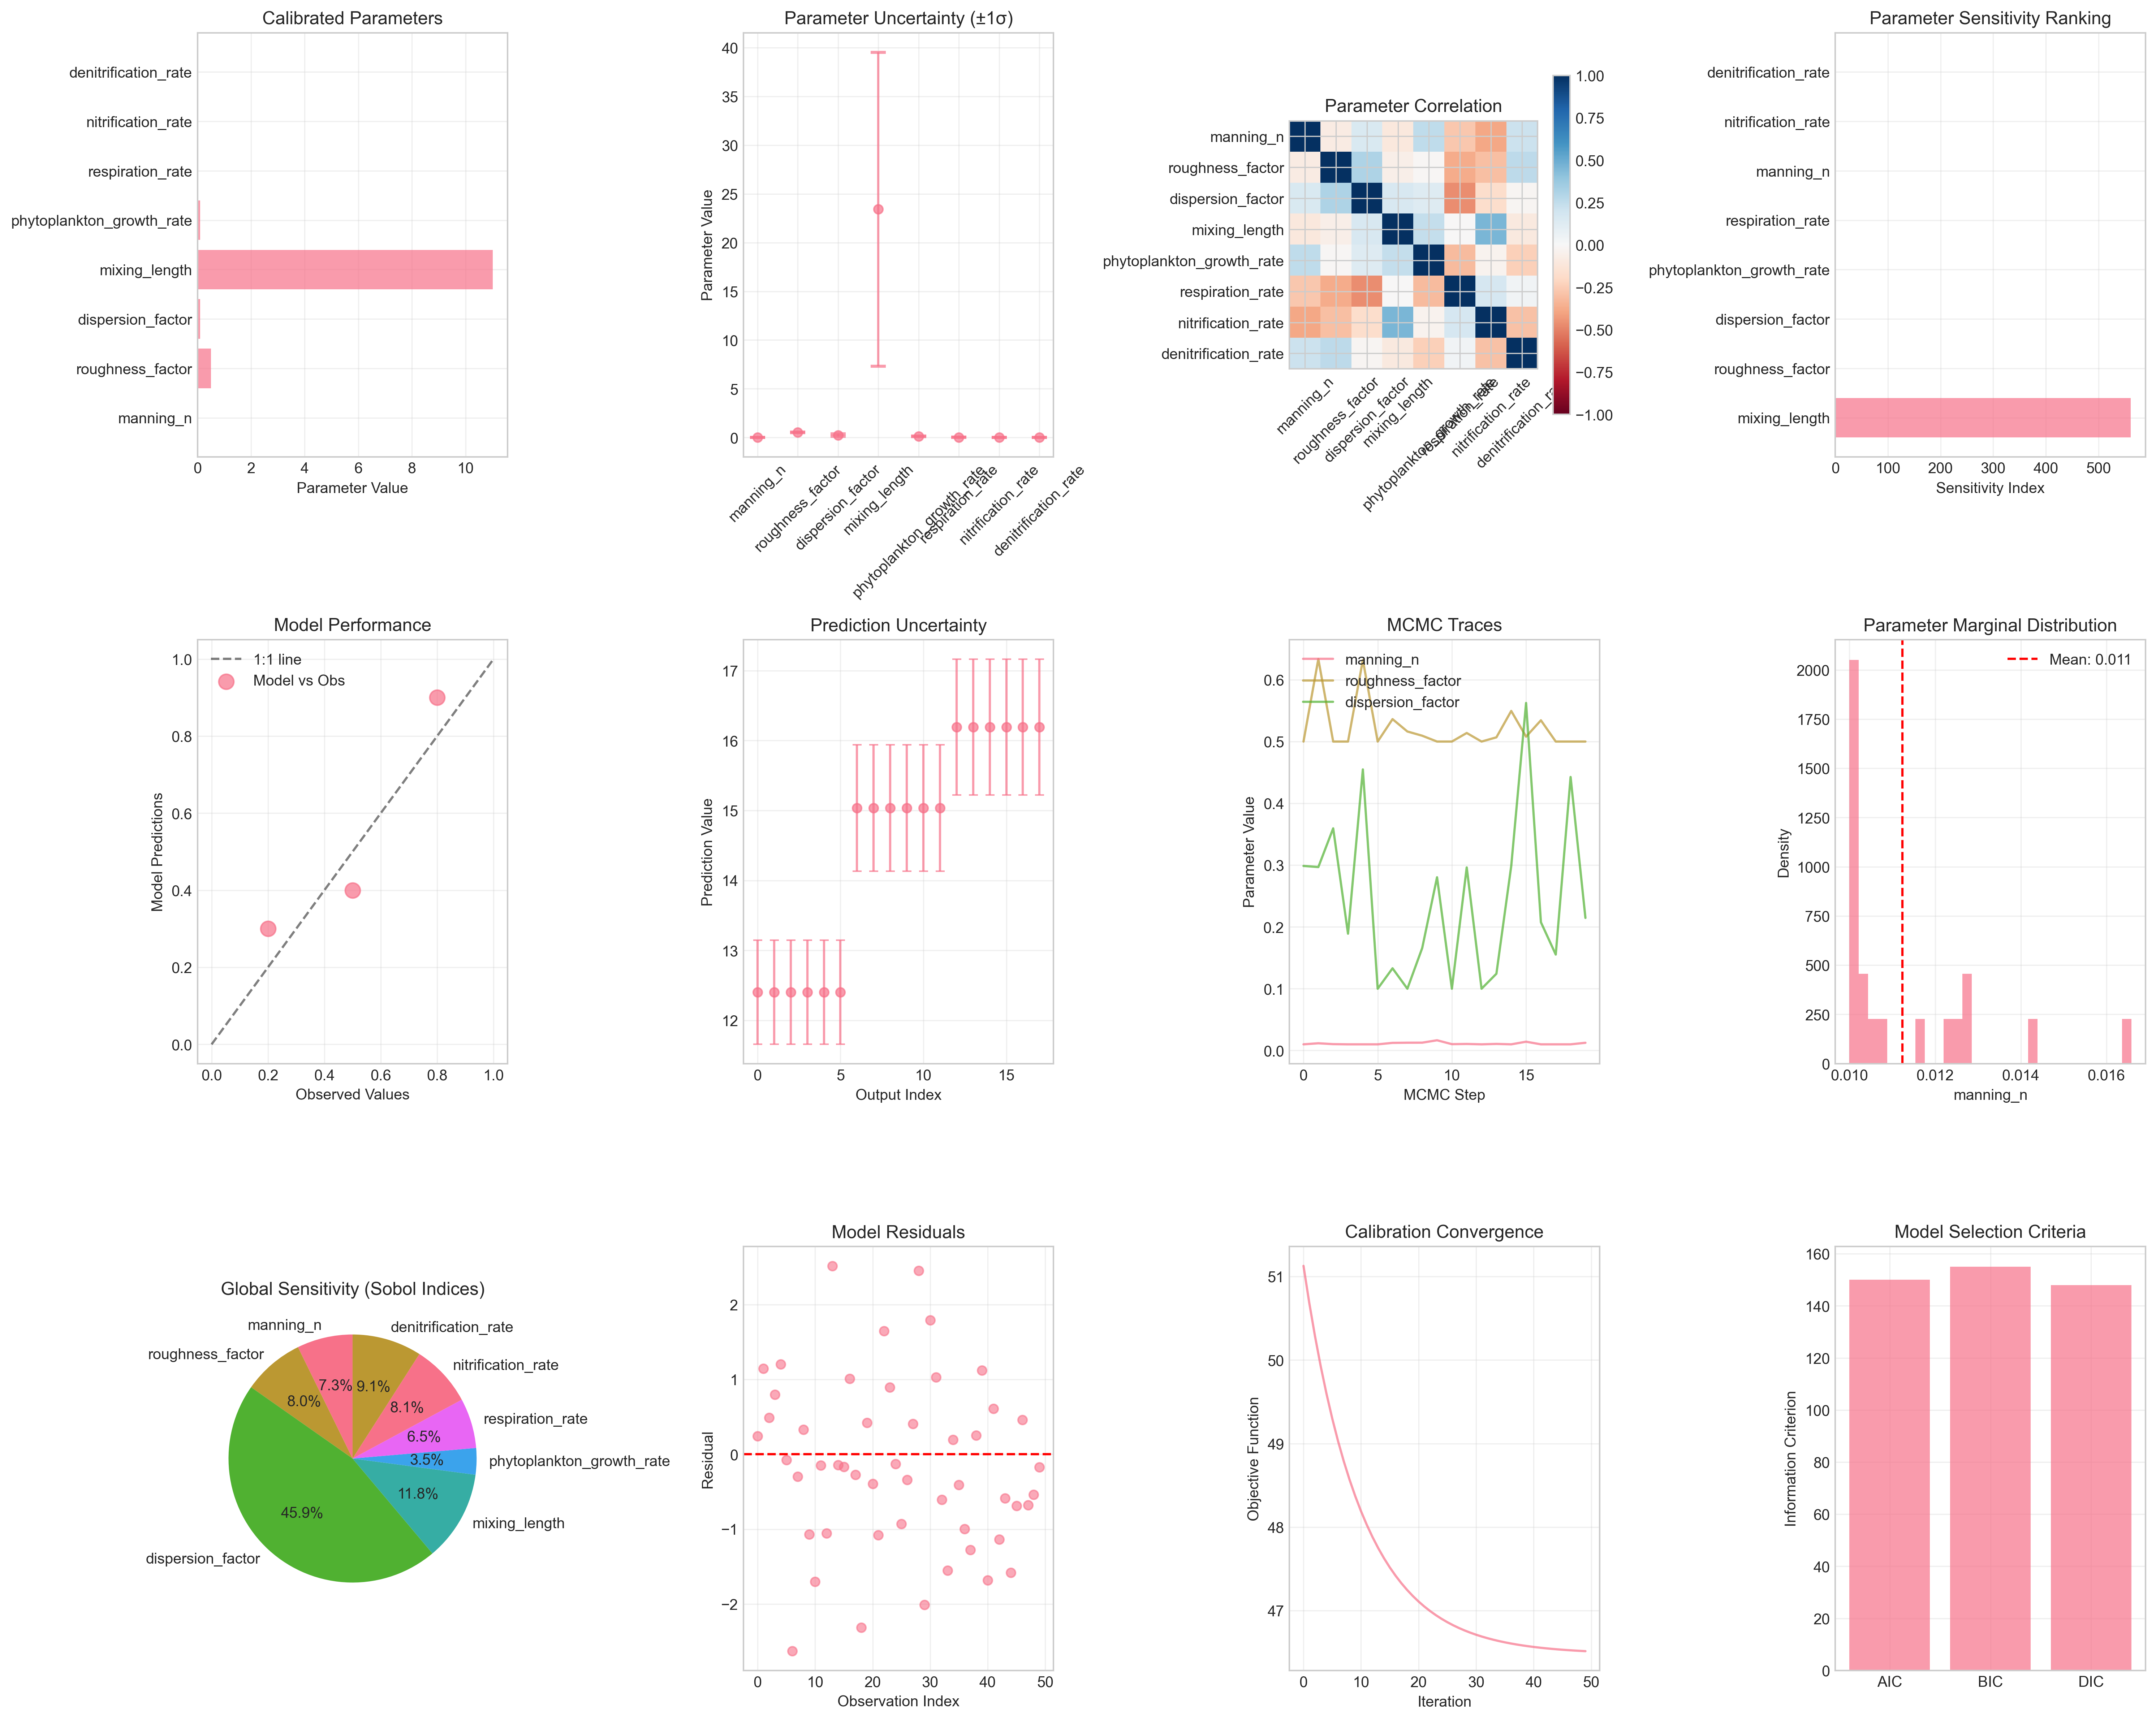 Calibrated Parameters
denitrification_rate
nitrification_rate
respiration_rate
phytoplankton_growth_rate
mixing_length
dispersion_factor
roughness_factor
manning_n
0 2 4 6 8 10
Parameter Value
Parameter Uncertainty (±1σ)
Parameter Value
40
35
30
25
20
15
10
5
0
manning_n
roughness_factor
dispersion_factor
mixing_length
phytoplankton_growth_rate
respiration_rate
nitrification_rate
denitrification_rate
Parameter Correlation
manning_n
roughness_factor
dispersion_factor
mixing_length
phytoplankton_growth_rate
respiration_rate
nitrification_rate
denitrification_rate
manning_n
roughness_factor
dispersion_factor
mixing_length
phytoplankton_growth_rate
respiration_rate
nitrification_rate
denitrification_rate
1.00
0.75
0.50
0.25
0.00
−0.25
−0.50
−0.75
−1.00
Parameter Sensitivity Ranking
denitrification_rate
nitrification_rate
manning_n
respiration_rate
phytoplankton_growth_rate
dispersion_factor
roughness_factor
mixing_length
0 100 200 300 400 500
Sensitivity Index
Model Performance
1:1 line
Model vs Obs
Model Predictions
1.0
0.8
0.6
0.4
0.2
0.0
0.0 0.2 0.4 0.6 0.8 1.0
Observed Values
Prediction Uncertainty
Prediction Value
17
16
15
14
13
12
0 5 10 15
Output Index
MCMC Traces
manning_n
roughness_factor
dispersion_factor
Parameter Value
0.6
0.5
0.4
0.3
0.2
0.1
0.0
0 5 10 15
MCMC Step
Parameter Marginal Distribution
Mean: 0.011
Density
2000
1750
1500
1250
1000
750
500
250
0
0.010 0.012 0.014 0.016
manning_n
Global Sensitivity (Sobol Indices)
manning_n
7.3%
roughness_factor
8.0%
dispersion_factor
45.9%
mixing_length
11.8%
phytoplankton_growth_rate
3.5%
respiration_rate
6.5%
nitrification_rate
8.1%
denitrification_rate
9.1%
Model Residuals
Residual
2
1
0
−1
−2
0 10 20 30 40 50
Observation Index
Calibration Convergence
Objective Function
51
50
49
48
47
0 10 20 30 40 50
Iteration
Model Selection Criteria
Information Criterion
160
140
120
100
80
60
40
20
0
AIC BIC DIC